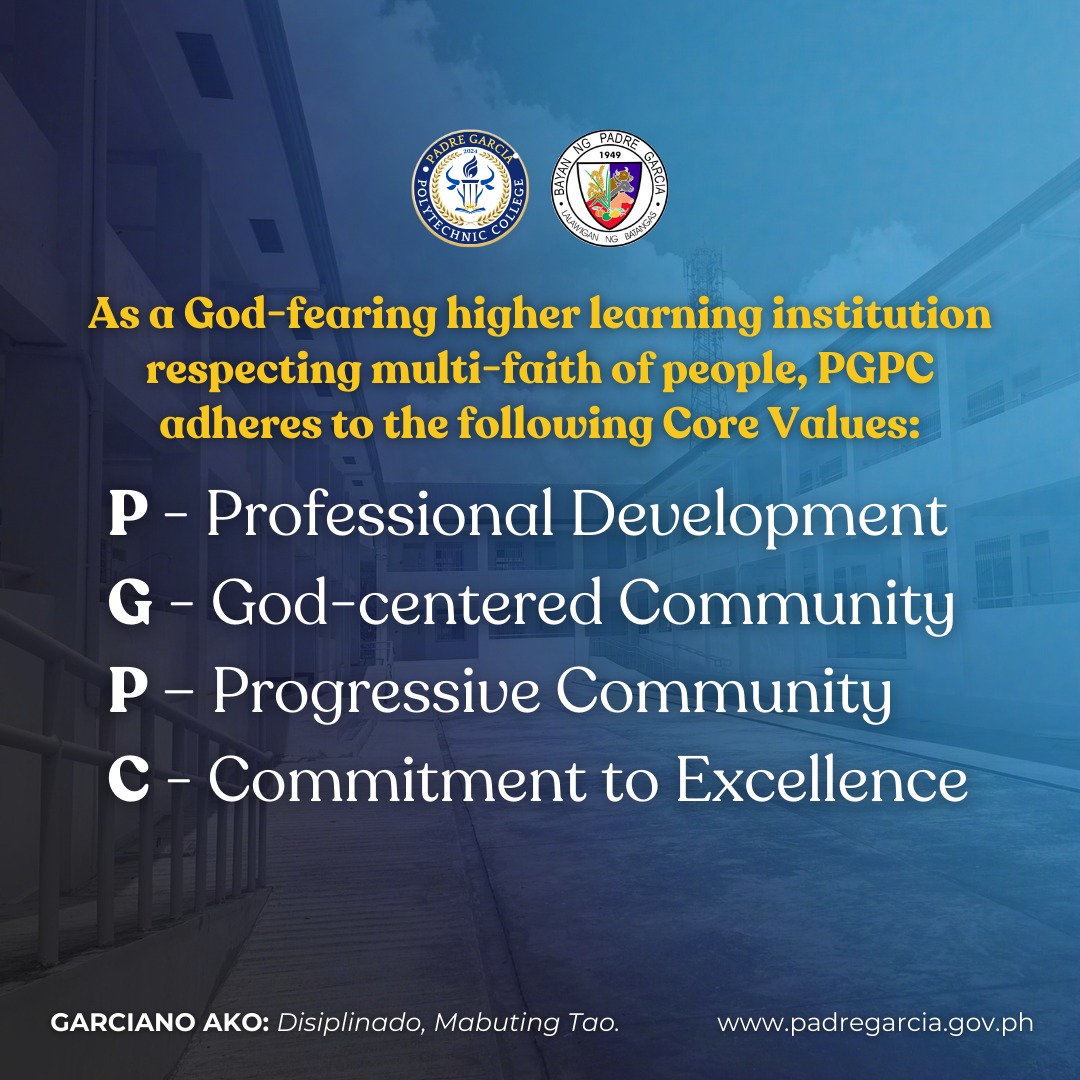 PADRE GARCIA
2024
POLYTECHNIC COLLEGE
BAYAN NG PADRE GARCIA
1949
LALAWIGAN NG BATANGAS
As a God-fearing higher learning institution
respecting multi-faith of people, PGPC
adheres to the following Core Values:
P - Professional Development
G - God-centered Community
P – Progressive Community
C - Commitment to Excellence
GARCIANO AKO: Disiplinado, Mabuting Tao.
www.padregarcia.gov.ph